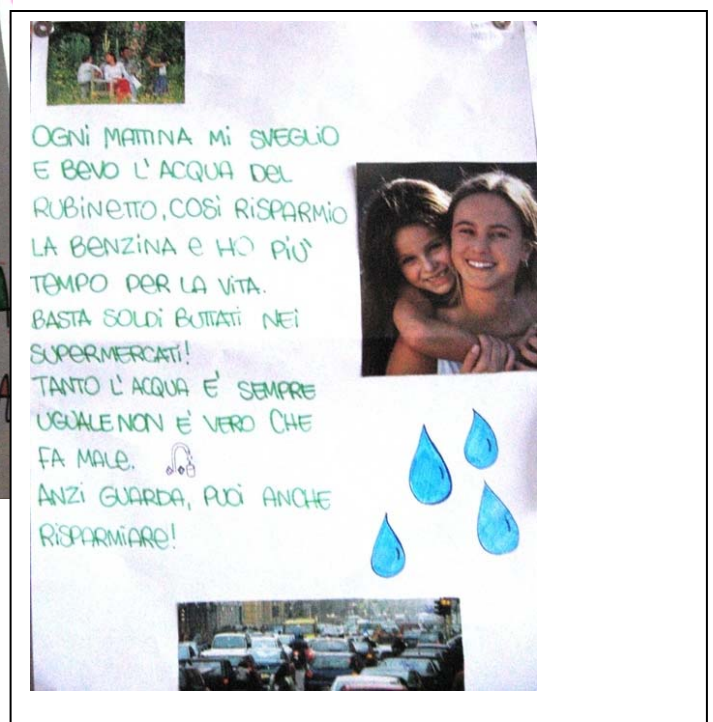 OGNI MATTINA MI SVEGLIO
E BEVO L'ACQUA DEL
RUBINETTO, COSÌ RISPARMIO
LA BENZINA E HO PIÙ
TEMPO PER LA VITA.
BASTA SOLDI BUTTATI NEI
SUPERMERCATI!
TANTO L'ACQUA E' SEMPRE
UGUALE NON E' VERO CHE
FA MALE.
ANZI GUARDA, PUOI ANCHE
RISPARMIARE!